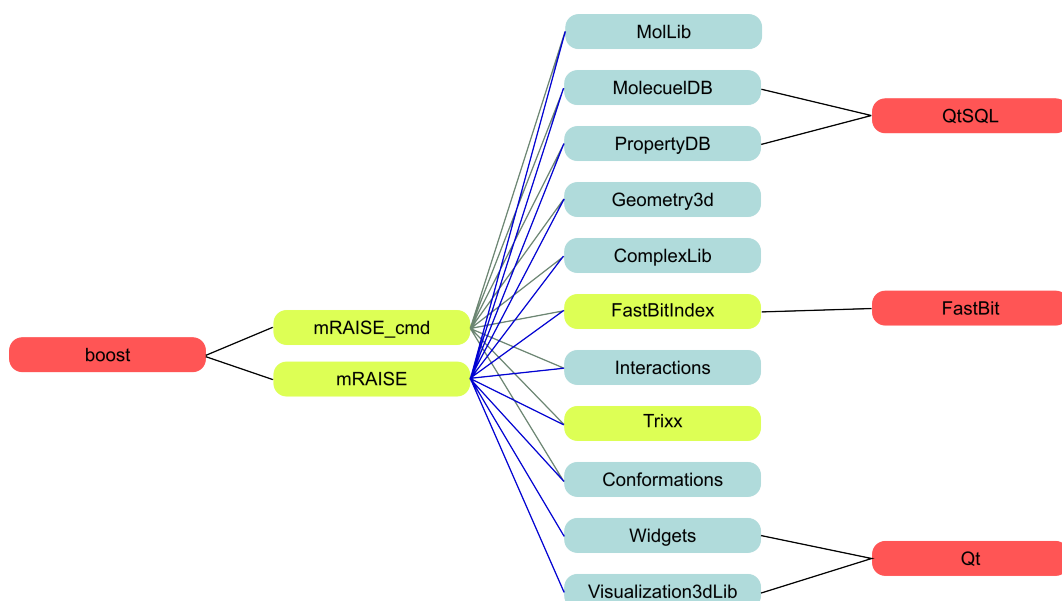 MolLib
MolecuelDB
QtSQL
PropertyDB
Geometry3d
ComplexLib
FastBitIndex
FastBit
mRAISE_cmd
boost
mRAISE
Interactions
Trixx
Conformations
Widgets
Qt
Visualization3dLib